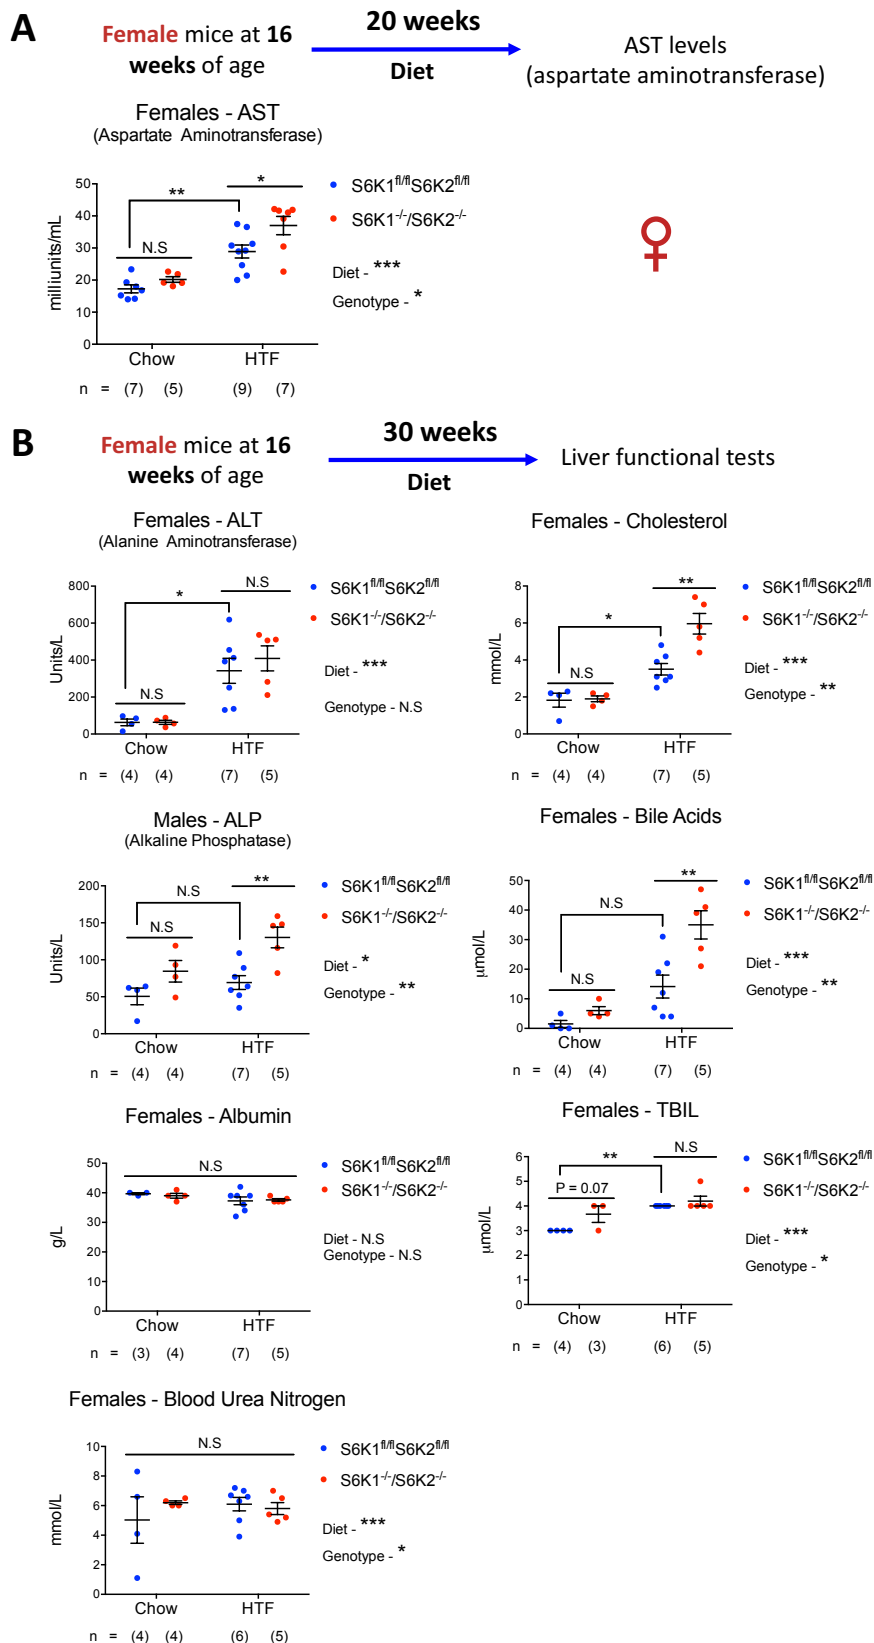 A
Female mice at 16
weeks of age
20 weeks
Diet
AST levels
(aspartate aminotransferase)
Females - AST
(Aspartate Aminotransferase)
milliunits/mL
50
40
30
20
10
0
N.S
**
*
S6K1fl/flS6K2fl/fl
S6K1-/-/S6K2-/-
Diet - ***
Genotype - *
♀
Chow
HTF
n = (7) (5) (9) (7)
B
Female mice at 16
weeks of age
30 weeks
Diet
Liver functional tests
Females - ALT
(Alanine Aminotransferase)
Units/L
800
600
400
200
0
N.S
*
N.S
S6K1fl/flS6K2fl/fl
S6K1-/-/S6K2-/-
Diet - ***
Genotype - N.S
Chow
HTF
n = (4) (4) (7) (5)
Females - Cholesterol
mmol/L
8
6
4
2
0
N.S
*
**
S6K1fl/flS6K2fl/fl
S6K1-/-/S6K2-/-
Diet - ***
Genotype - **
Chow
HTF
n = (4) (4) (7) (5)
Males - ALP
(Alkaline Phosphatase)
Units/L
200
150
100
50
0
N.S
N.S
**
S6K1fl/flS6K2fl/fl
S6K1-/-/S6K2-/-
Diet - *
Genotype - **
Chow
HTF
n = (4) (4) (7) (5)
Females - Bile Acids
µmol/L
50
40
30
20
10
0
N.S
N.S
**
S6K1fl/flS6K2fl/fl
S6K1-/-/S6K2-/-
Diet - ***
Genotype - **
Chow
HTF
n = (4) (4) (7) (5)
Females - Albumin
g/L
50
40
30
20
10
0
N.S
S6K1fl/flS6K2fl/fl
S6K1-/-/S6K2-/-
Diet - N.S
Genotype - N.S
Chow
HTF
n = (3) (4) (7) (5)
Females - TBIL
µmol/L
6
5
4
3
2
1
0
P = 0.07
**
N.S
S6K1fl/flS6K2fl/fl
S6K1-/-/S6K2-/-
Diet - ***
Genotype - *
Chow
HTF
n = (4) (3) (6) (5)
Females - Blood Urea Nitrogen
mmol/L
10
8
6
4
2
0
N.S
S6K1fl/flS6K2fl/fl
S6K1-/-/S6K2-/-
Diet - ***
Genotype - *
Chow
HTF
n = (4) (4) (6) (5)